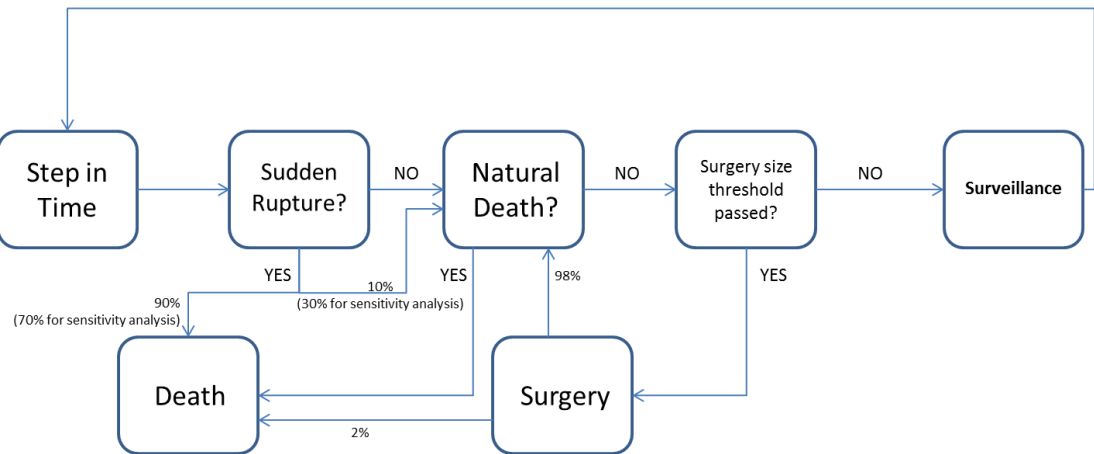 Step in
Time
Sudden
Rupture?
NO
Natural
Death?
NO
Surgery size
threshold
passed?
NO
Surveillance
YES
90%
(70% for sensitivity analysis)
10%
(30% for sensitivity analysis)
YES
98%
YES
Death
Surgery
2%